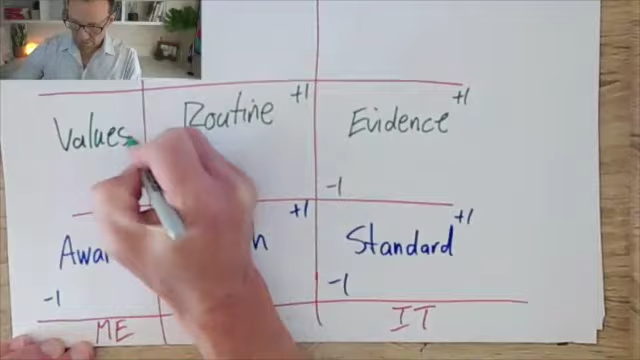 Values Routine +1 Evidence +1
-1
+1 +1
Standard
-1 -1
ME IT